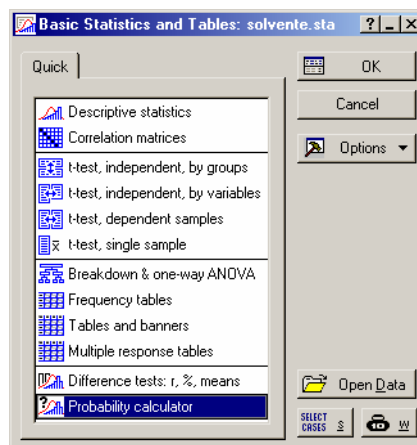 Basic Statistics and Tables: solvente.sta
Quick
OK
Cancel
Options
Descriptive statistics
Correlation matrices
t-test, independent, by groups
t-test, independent, by variables
t-test, dependent samples
t-test, single sample
Breakdown & one-way ANOVA
Frequency tables
Tables and banners
Multiple response tables
Difference tests: r, %, means
Probability calculator
Open Data
SELECT
CASES S W